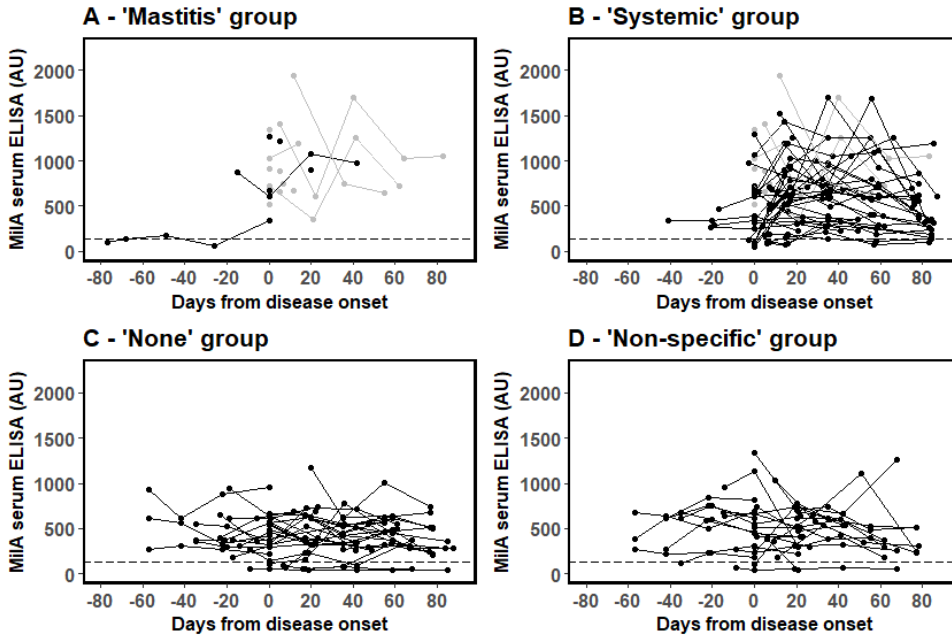 A - 'Mastitis' group
B - 'Systemic' group
MilA serum ELISA (AU)
2000
1500
1000
500
0
-80 -60 -40 -20 0 20 40 60 80
Days from disease onset
MilA serum ELISA (AU)
2000
1500
1000
500
0
-80 -60 -40 -20 0 20 40 60 80
Days from disease onset
C - 'None' group
D - 'Non-specific' group
MilA serum ELISA (AU)
2000
1500
1000
500
0
-80 -60 -40 -20 0 20 40 60 80
Days from disease onset
MilA serum ELISA (AU)
2000
1500
1000
500
0
-80 -60 -40 -20 0 20 40 60 80
Days from disease onset